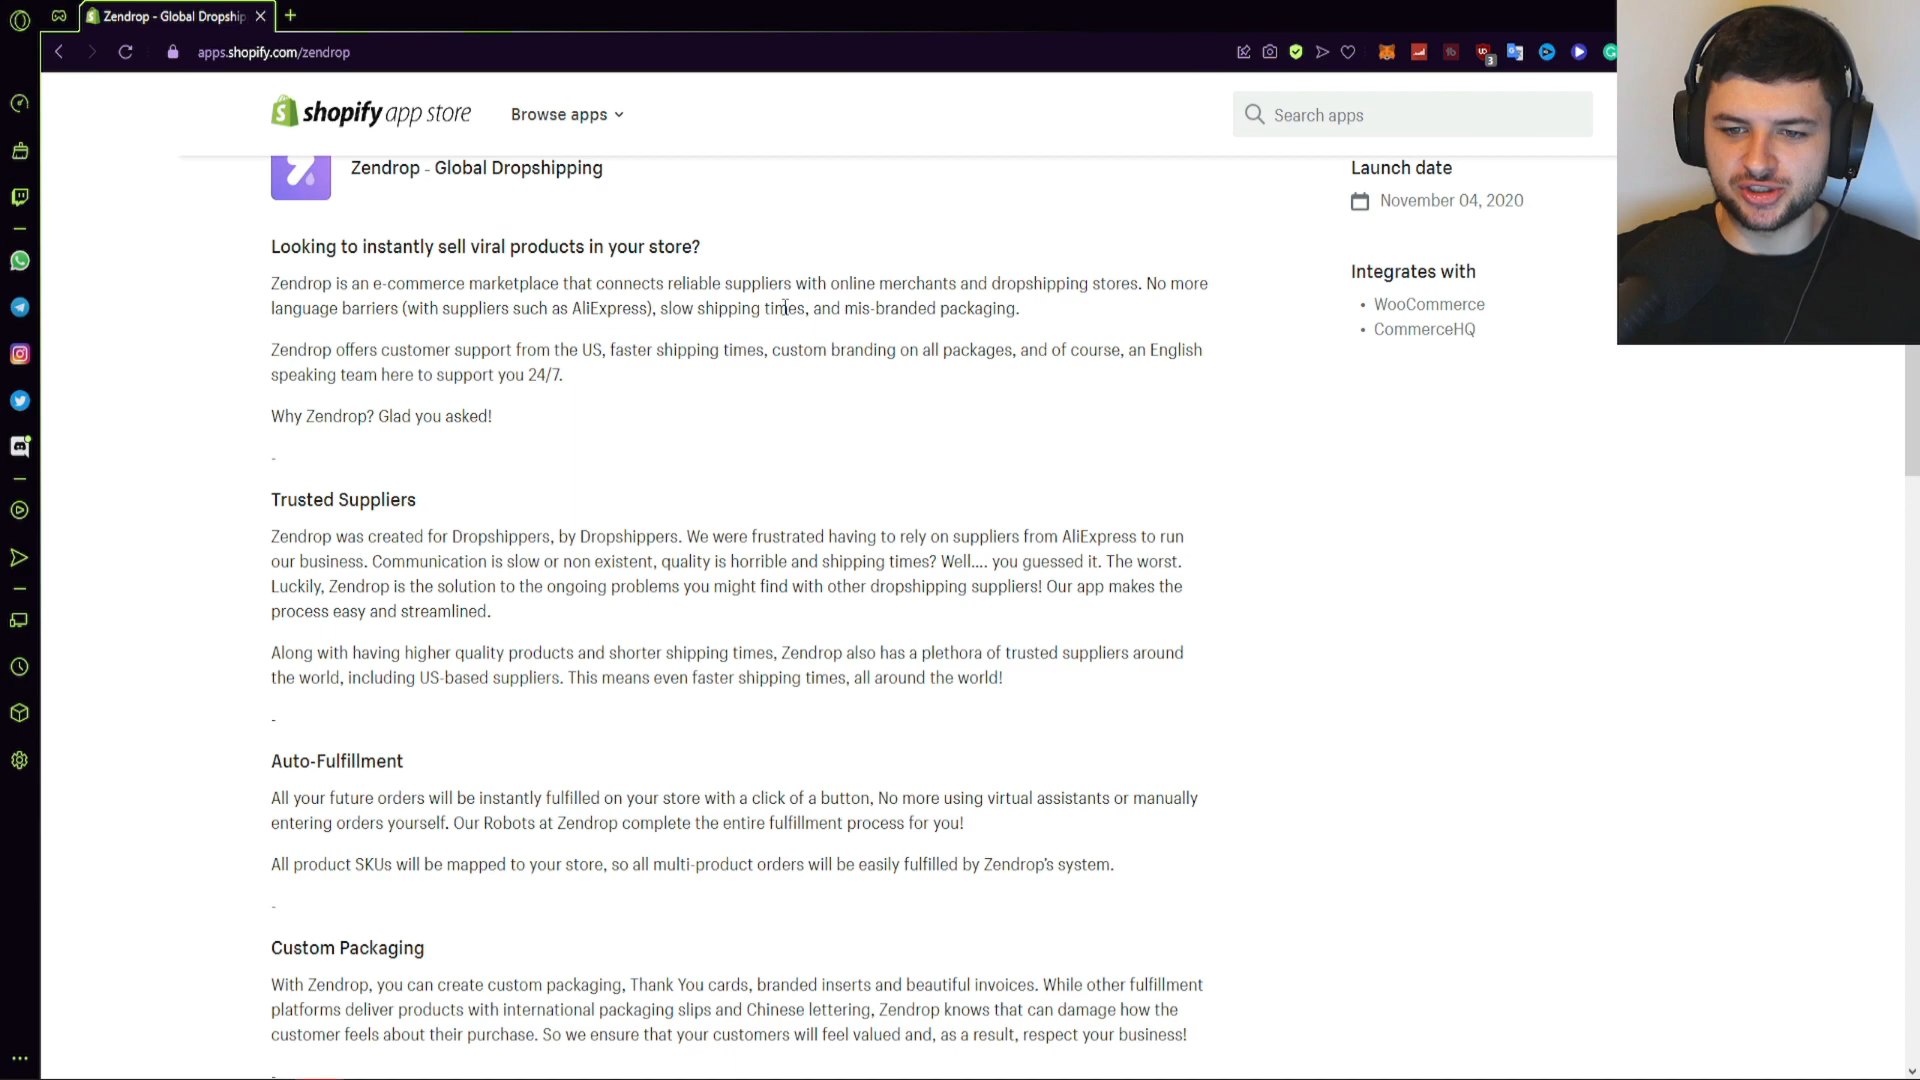 Zendrop - Global Dropship
apps.shopify.com/zendrop
3
shopify app store
Browse apps
Search apps
Zendrop - Global Dropshipping
Launch date
November 04, 2020
Looking to instantly sell viral products in your store?
Integrates with
Zendrop is an e-commerce marketplace that connects reliable suppliers with online merchants and dropshipping stores. No more
• WooCommerce
language barriers (with suppliers such as AliExpress), slow shipping times, and mis-branded packaging.
• CommerceHQ
Zendrop offers customer support from the US, faster shipping times, custom branding on all packages, and of course, an English
speaking team here to support you 24/7.
Why Zendrop? Glad you asked!
-
Trusted Suppliers
Zendrop was created for Dropshippers, by Dropshippers. We were frustrated having to rely on suppliers from AliExpress to run
our business. Communication is slow or non existent, quality is horrible and shipping times? Well.... you guessed it. The worst.
Luckily, Zendrop is the solution to the ongoing problems you might find with other dropshipping suppliers! Our app makes the
process easy and streamlined.
Along with having higher quality products and shorter shipping times, Zendrop also has a plethora of trusted suppliers around
the world, including US-based suppliers. This means even faster shipping times, all around the world!
-
Auto-Fulfillment
All your future orders will be instantly fulfilled on your store with a click of a button, No more using virtual assistants or manually
entering orders yourself. Our Robots at Zendrop complete the entire fulfillment process for you!
All product SKUs will be mapped to your store, so all multi-product orders will be easily fulfilled by Zendrop's system.
-
Custom Packaging
With Zendrop, you can create custom packaging, Thank You cards, branded inserts and beautiful invoices. While other fulfillment
platforms deliver products with international packaging slips and Chinese lettering, Zendrop knows that can damage how the
customer feels about their purchase. So we ensure that your customers will feel valued and, as a result, respect your business!
-